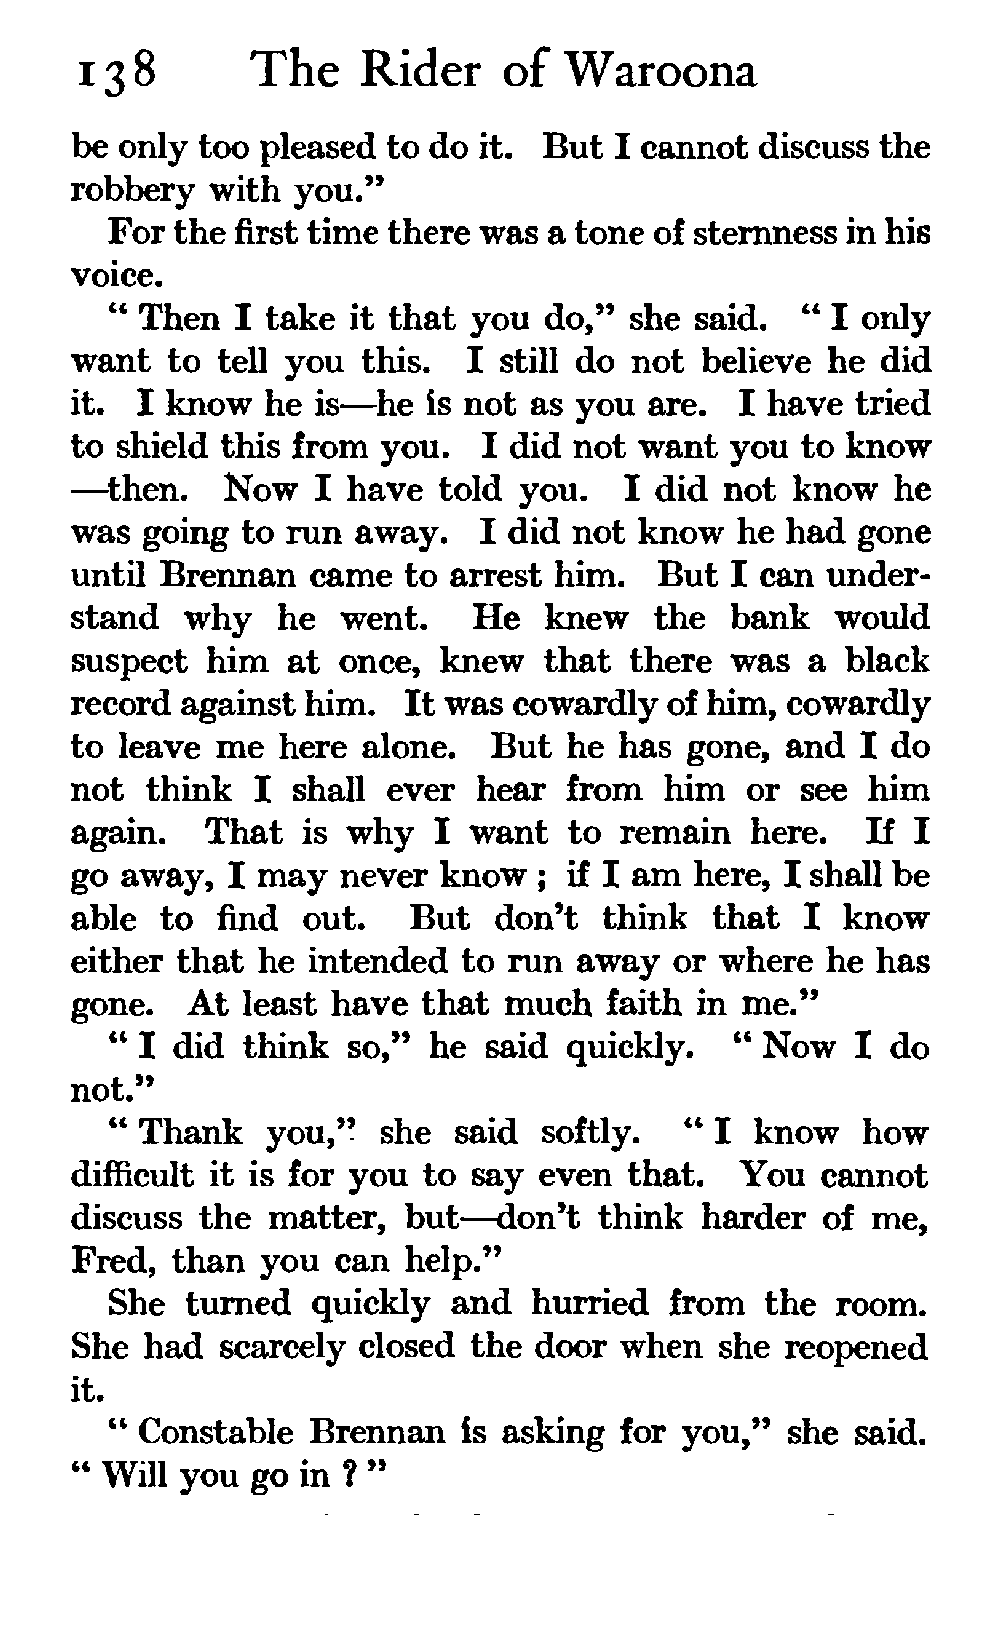 138 The Rider of Waroona
be only too pleased to do it. But I cannot discuss the
robbery with you."
For the first time there was a tone of sternness in his
voice.
" Then I take it that you do," she said. " I only
want to tell you this. I still do not believe he did
it. I know he is—he is not as you are. I have tried
to shield this from you. I did not want you to know
—then. Now I have told you. I did not know he
was going to run away. I did not know he had gone
until Brennan came to arrest him. But I can under-
stand why he went. He knew the bank would
suspect him at once, knew that there was a black
record against him. It was cowardly of him, cowardly
to leave me here alone. But he has gone, and I do
not think I shall ever hear from him or see him
again. That is why I want to remain here. If I
go away, I may never know ; if I am here, I shall be
able to find out. But don't think that I know
either that he intended to run away or where he has
gone. At least have that much faith in me."
" I did think so," he said quickly. " Now I do
not."
" Thank you," she said softly. " I know how
difficult it is for you to say even that. You cannot
discuss the matter, but—don't think harder of me,
Fred, than you can help."
She turned quickly and hurried from the room.
She had scarcely closed the door when she reopened
it.
" Constable Brennan is asking for you," she said.
" Will you go in ? "